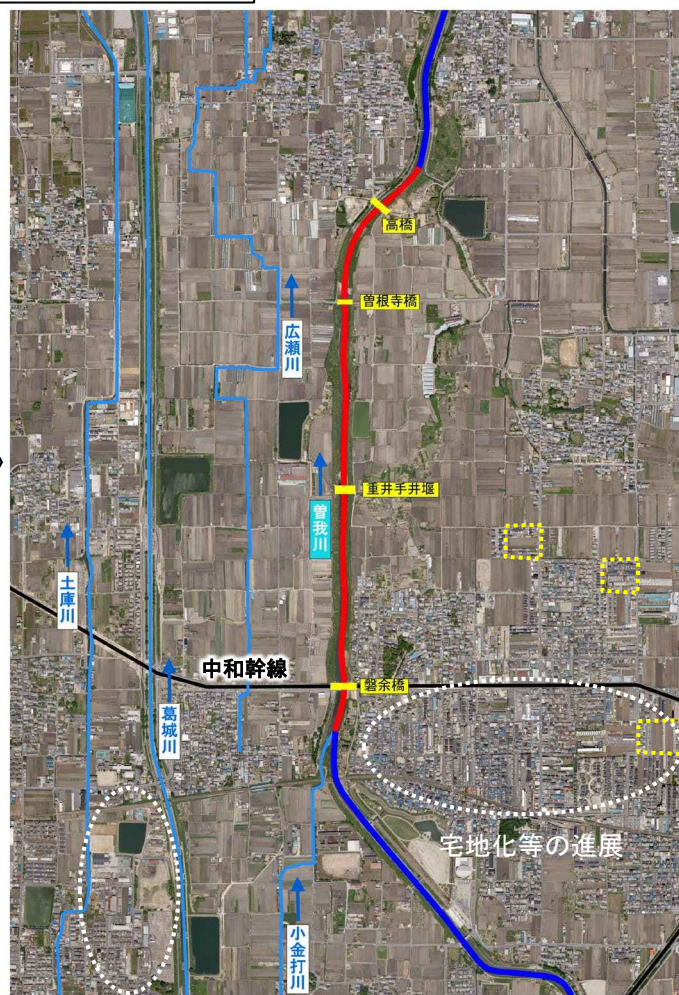 高橋
曽根寺橋
広瀬川
重井手井堰
曽我川
土庫川
中和幹線
磐余橋
葛城川
宅地化等の進展
小金打川